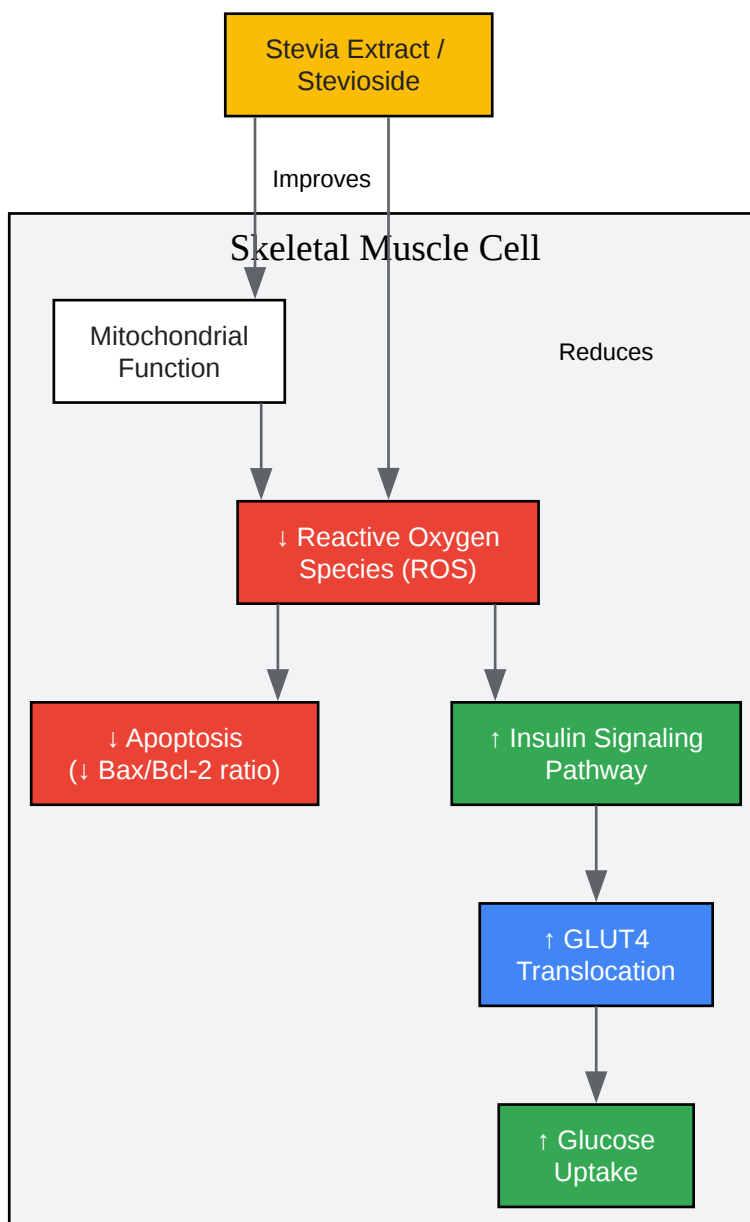 Stevia Extract /
Stevioside
Improves
Skeletal Muscle Cell
Mitochondrial
Function
Reduces
↓ Reactive Oxygen
Species (ROS)
↓ Apoptosis
(↓ Bax/Bcl-2 ratio)
↑ Insulin Signaling
Pathway
↑ GLUT4
Translocation
↑ Glucose
Uptake